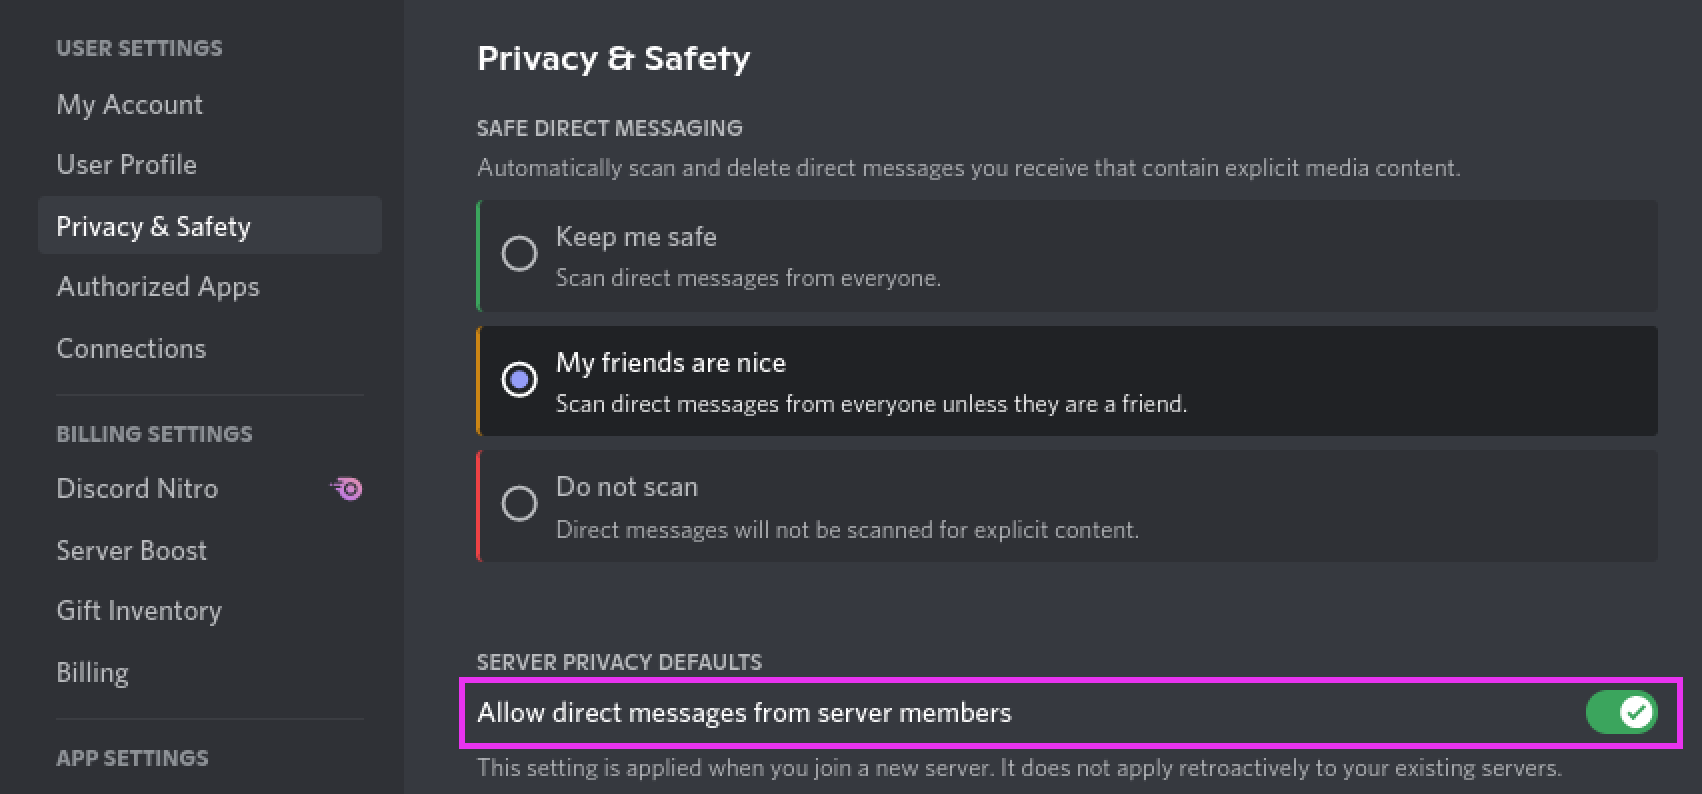 USER SETTINGS
My Account
User Profile
Privacy & Safety
Authorized Apps
Connections
BILLING SETTINGS
Discord Nitro
Server Boost
Gift Inventory
Billing
APP SETTINGS
Privacy & Safety
SAFE DIRECT MESSAGING
Automatically scan and delete direct messages you receive that contain explicit media content.
Keep me safe
Scan direct messages from everyone.
My friends are nice
Scan direct messages from everyone unless they are a friend.
Do not scan
Direct messages will not be scanned for explicit content.
SERVER PRIVACY DEFAULTS
Allow direct messages from server members
This setting is applied when you join a new server. It does not apply retroactively to your existing servers.